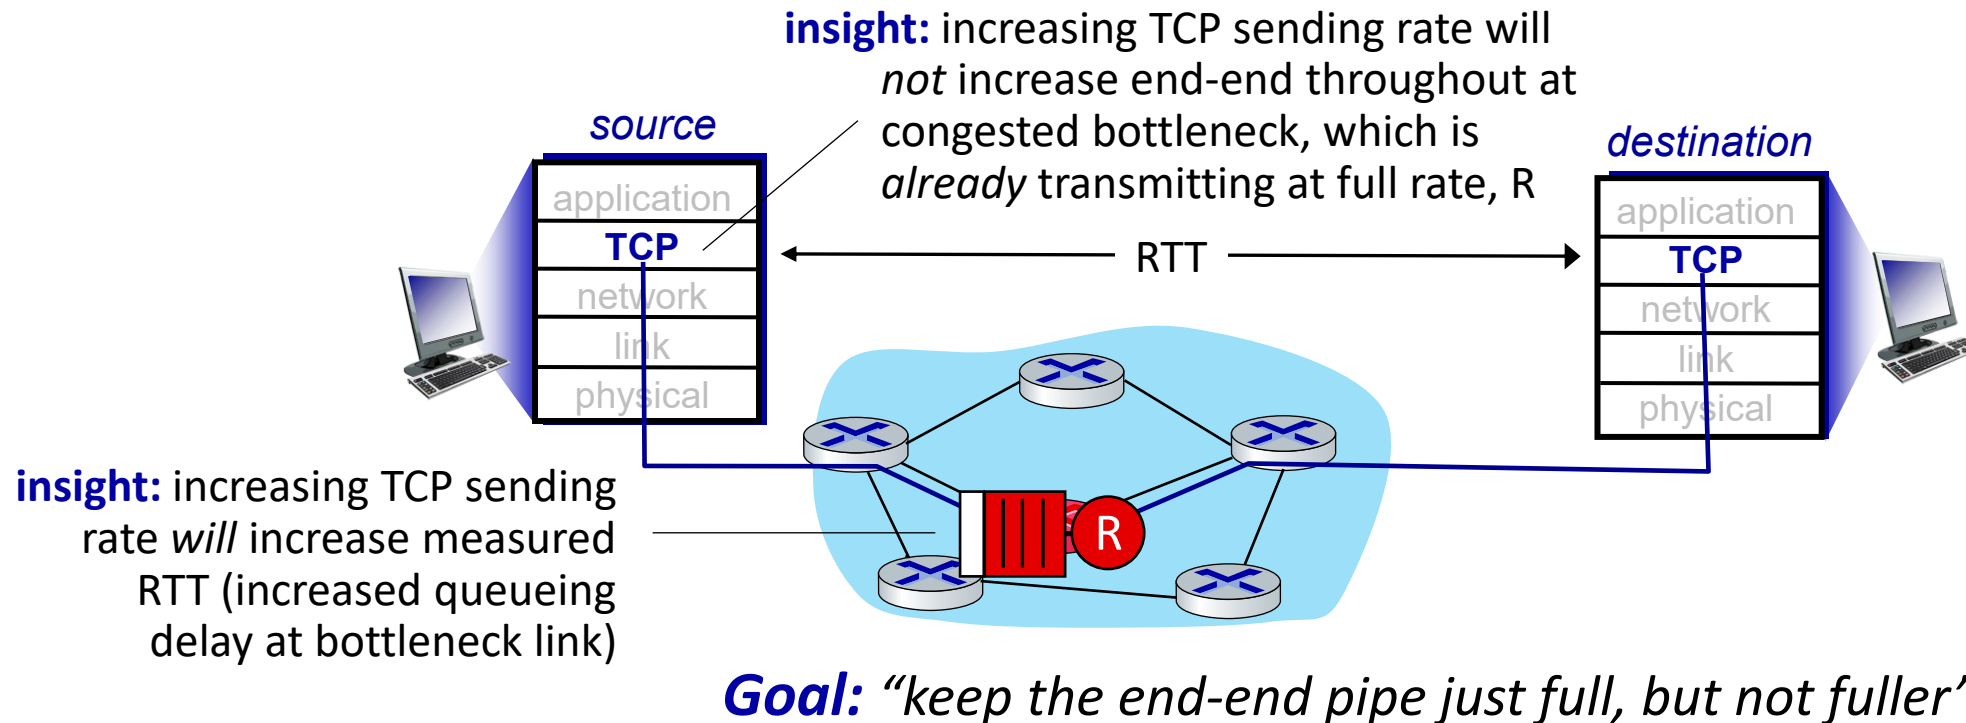 insight: increasing TCP sending rate will
not increase end-end throughout at
congested bottleneck, which is
already transmitting at full rate, R
source
application
TCP
network
link
physical
RTT
destination
application
TCP
network
link
physical
R
insight: increasing TCP sending
rate will increase measured
RTT (increased queueing
delay at bottleneck link)
Goal: “keep the end-end pipe just full, but not fuller”